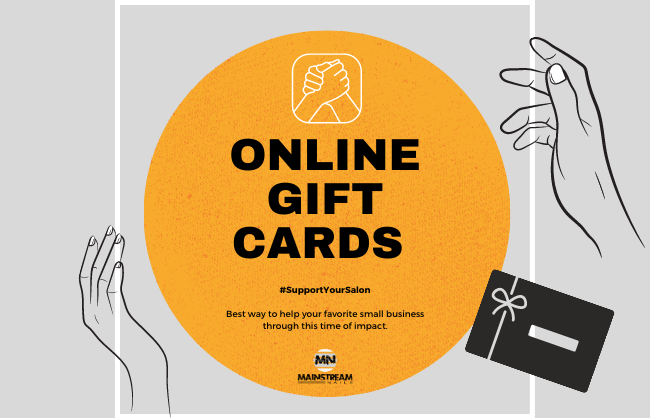 ONLINE
GIFT
CARDS
#SupportYourSalon
Best way to help your favorite small business
through this time of impact.
MN
MAINSTREAM
NAILS